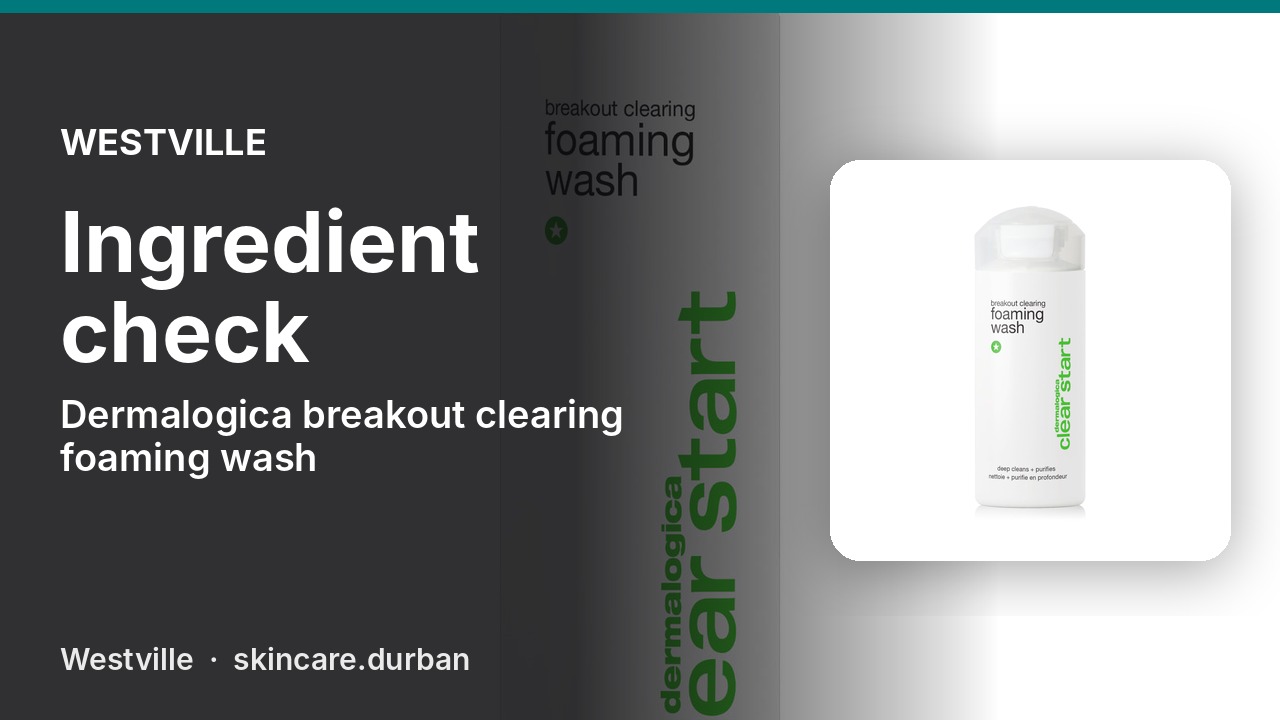 WESTVILLE
Ingredient
check
Dermalogica breakout clearing
foaming wash
Westville · skincare.durban
breakout clearing
foaming
wash
dermalogica
ear start
breakout clearing
foaming
wash
dermalogica
clear start
deep cleans + purifies
nettoie + purifie en profondeur